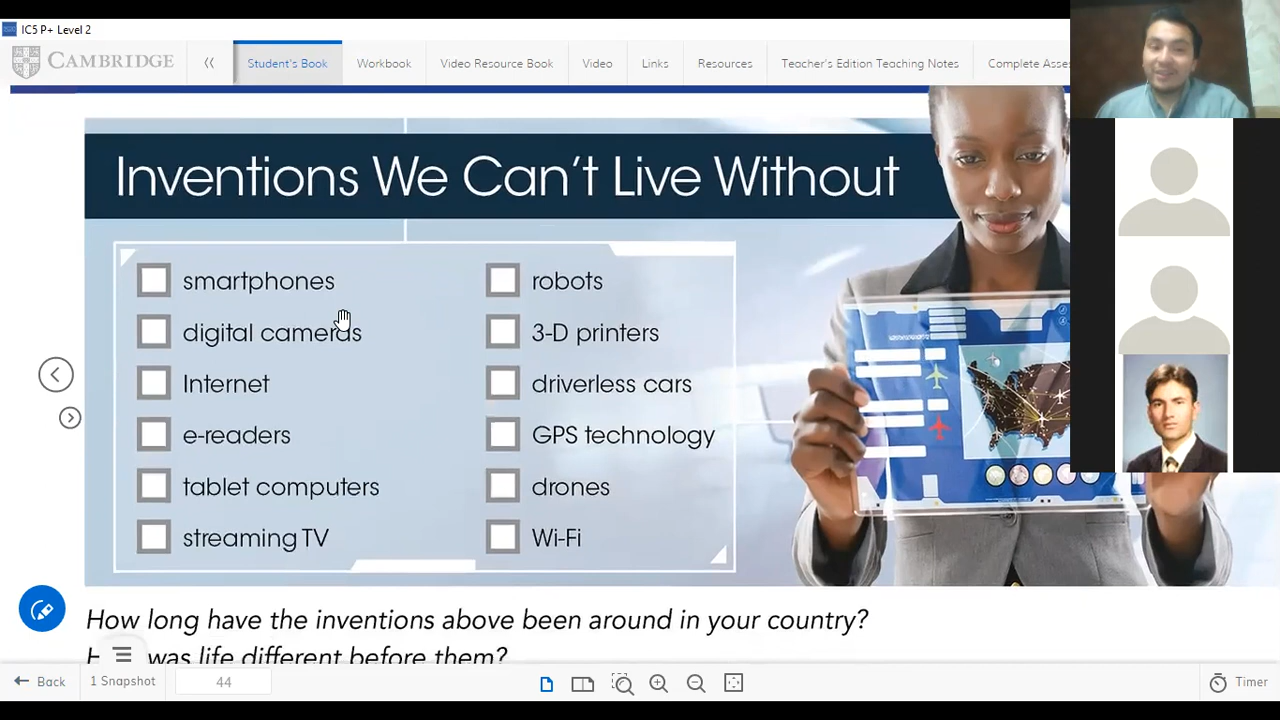 IC5 P+ Level 2
CAMBRIDGE
Student's Book
Workbook
Video Resource Book
Video
Links
Resources
Teacher's Edition Teaching Notes
Complete Asse
Inventions We Can't Live Without
smartphones
digital cameras
Internet
e-readers
tablet computers
streaming TV
robots
3-D printers
driverless cars
GPS technology
drones
Wi-Fi
How long have the inventions above been around in your country?
was life different before them?
Back
1 Snapshot
44
Timer